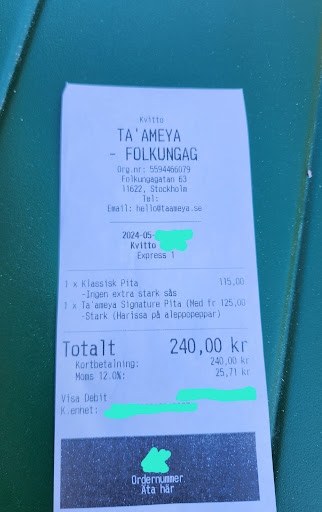 Kvitto
TA'AMEYA
- FOLKUNGAG
Org.nr: 5594466079
Folkungagatan 63
11622, Stockholm
Tel:
Email: hello@taameya.se
2024-05-
Kvitto
Express 1
1 x Klassisk Pita 115,00
-Ingen extra stark sås
1 x Ta'ameya Signature Pita (Med fr 125,00
-Stark (Harissa på aleppopeppar)
Totalt 240,00 kr
Kortbetalning: 240,00 kr
Moms 12.0%: 25,71 kr
Visa Debit
K.ennet:
Ordernummer
Äta här